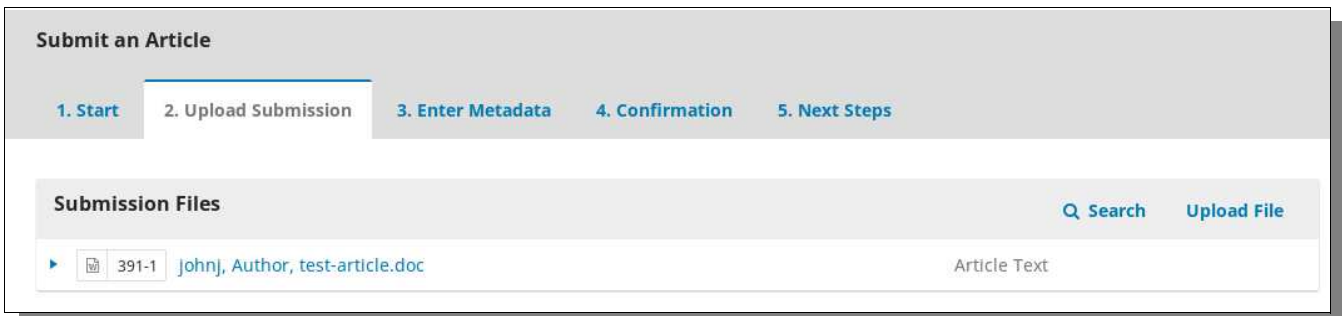 Submit an Article
1. Start 2. Upload Submission 3. Enter Metadata 4. Confirmation 5. Next Steps
Submission Files
Search Upload File
391-1 johnj, Author, test-article.doc Article Text